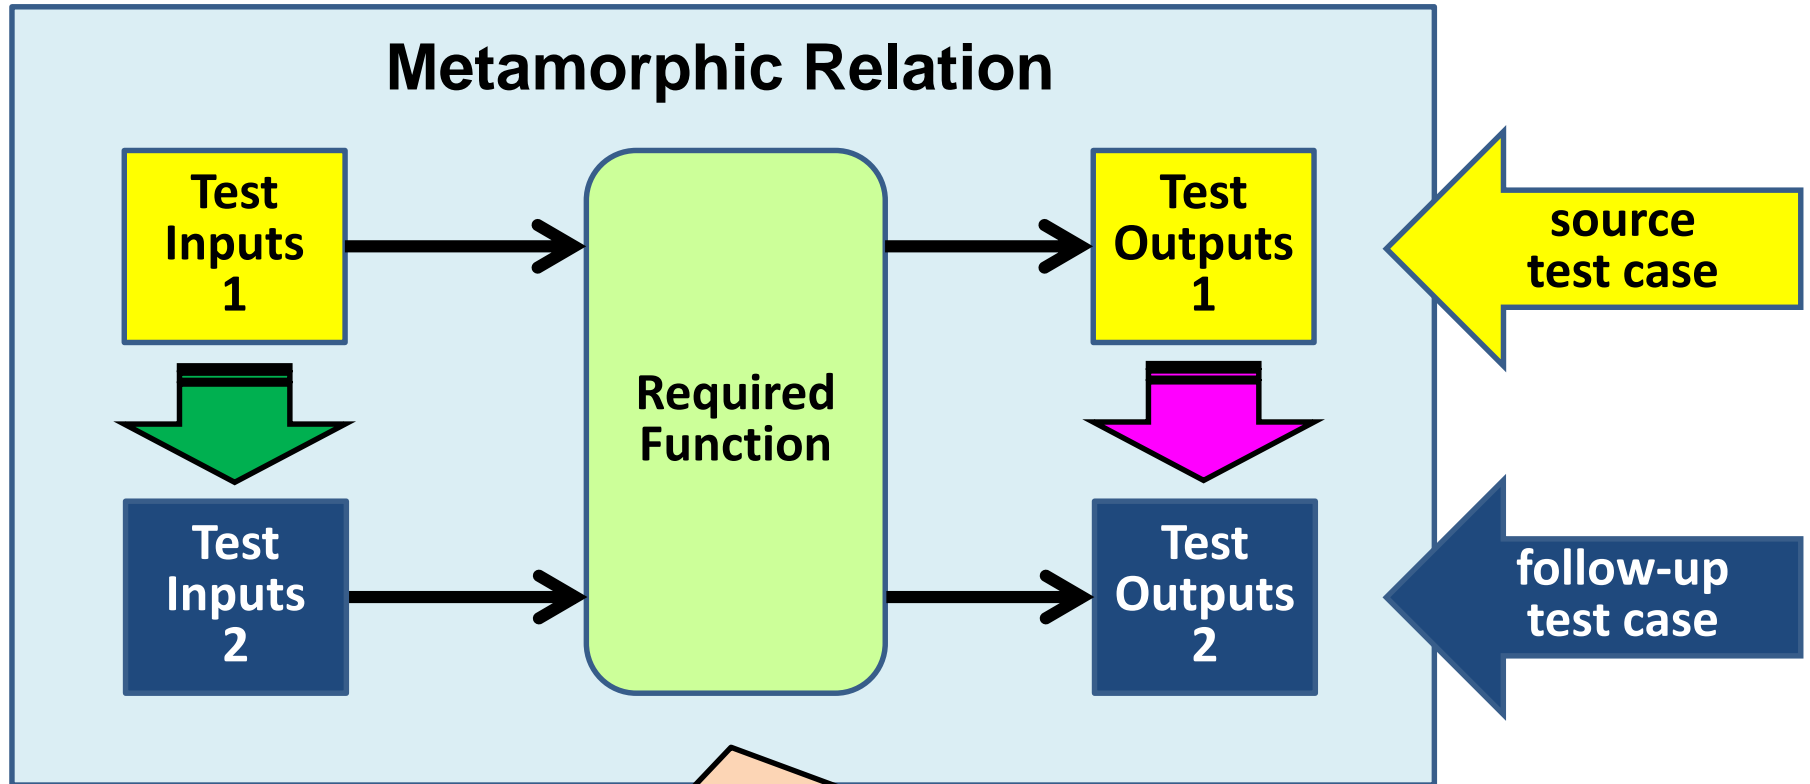 Metamorphic Relation
Test
Inputs
1
Test
Outputs
1
source
test case
Required
Function
Test
Inputs
2
Test
Outputs
2
follow-up
test case